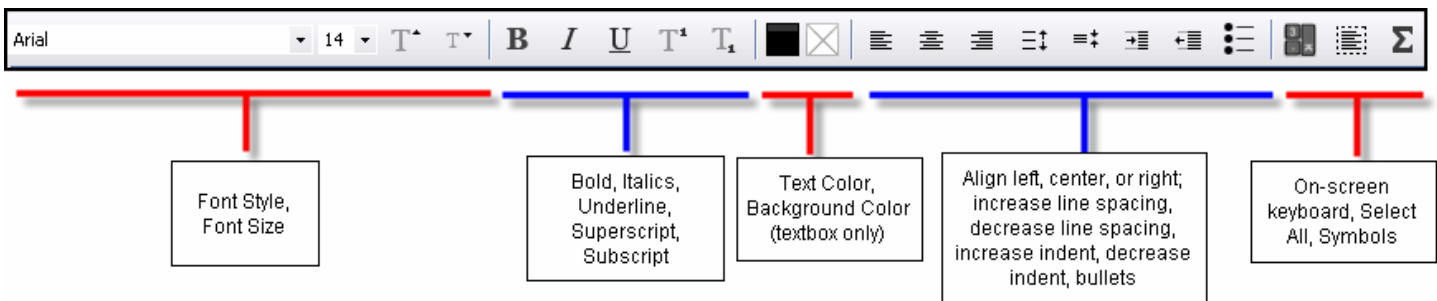 Arial 14 T T B I U T¹ T₁ Σ
Font Style,
Font Size
Bold, Italics,
Underline,
Superscript,
Subscript
Text Color,
Background Color
(textbox only)
Align left, center, or right;
increase line spacing,
decrease line spacing,
increase indent, decrease
indent, bullets
On-screen
keyboard, Select
All, Symbols